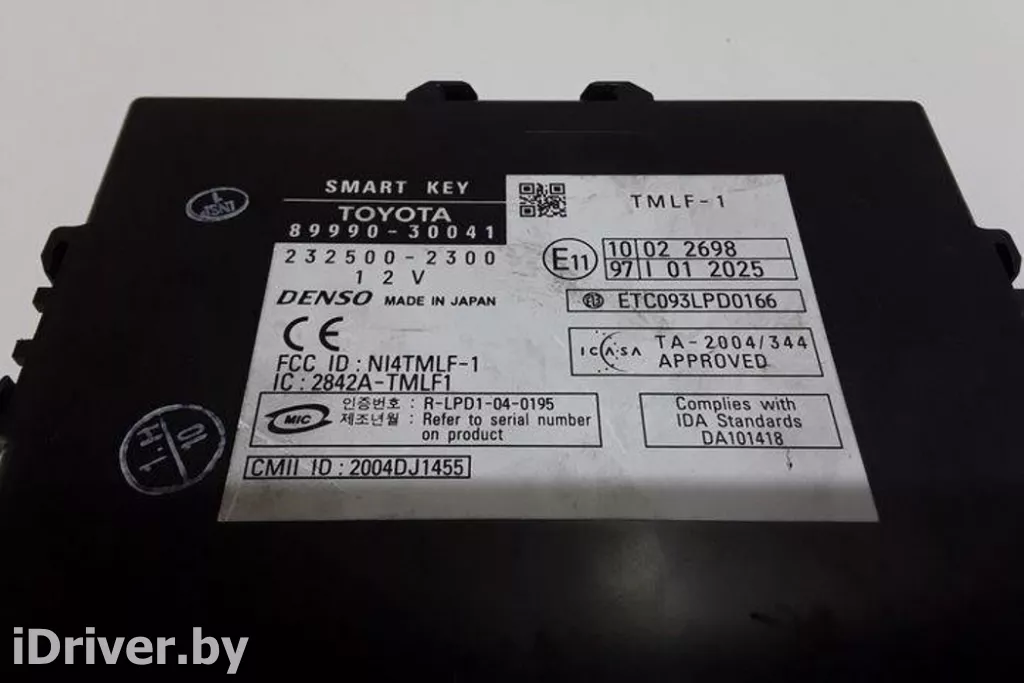 SMART KEY
TOYOTA
89990-30041
232500-2300
12V
DENSO MADE IN JAPAN
CE
FCC ID : NI4TMLF-1
IC : 2842A-TMLF1
MIC
인증번호 : R-LPD1-04-0195
제조년월 : Refer to serial number
on product
CMII ID : 2004DJ1455
TMLF-1
E11
10 02 2698
97 I 01 2025
ETC093LPD0166
ICASA
TA-2004/344
APPROVED
Complies with
IDA Standards
DA101418
1.H
10
iDriver.by